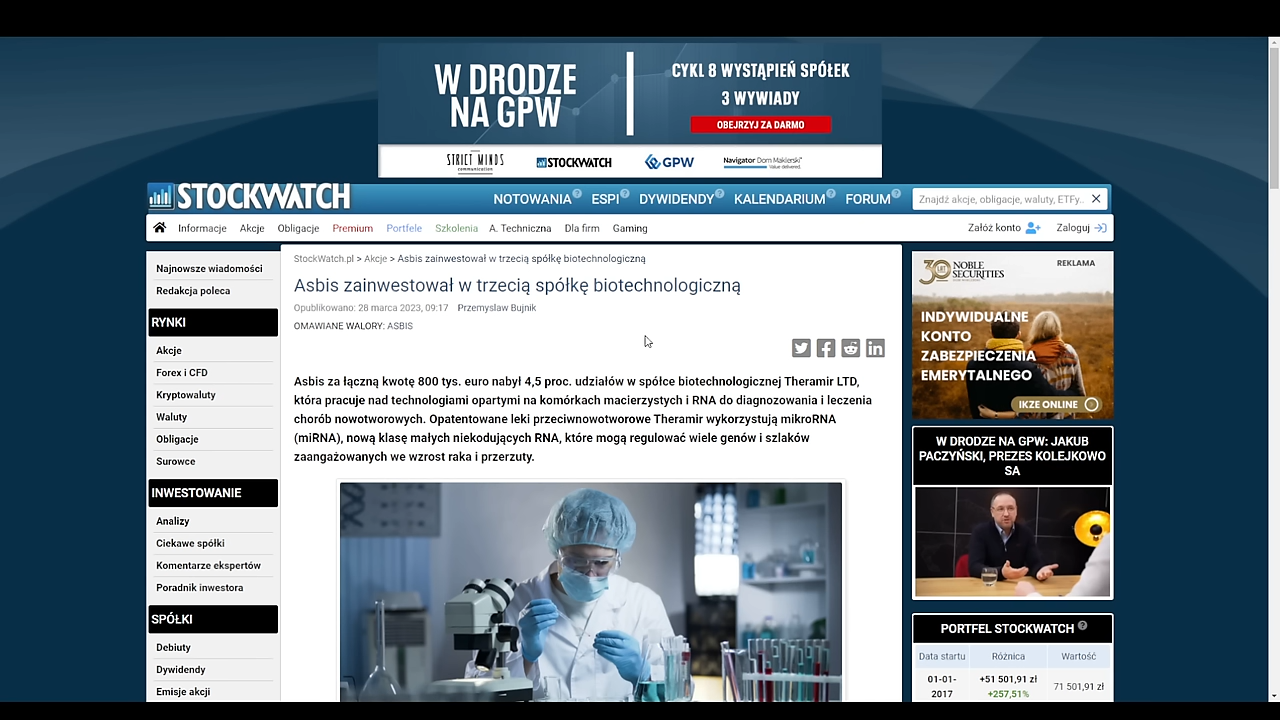 W DRODZE
NA GPW
CYKL 8 WYSTĄPIEŃ SPÓŁEK
3 WYWIADY
OBEJRZYJ ZA DARMO
STRICT MINDS
communication
STOCKWATCH
GPW
Navigator Dom Maklerski
Value delivered.
STOCKWATCH
NOTOWANIA ? ESPI ? DYWIDENDY ? KALENDARIUM ? FORUM ?
Znajdź akcje, obligacje, waluty, ETFy..
Informacje Akcje Obligacje Premium Portfele Szkolenia A. Techniczna Dla firm Gaming
Załóż konto Zaloguj
Najnowsze wiadomości
Redakcja poleca
RYNKI
Akcje
Forex i CFD
Kryptowaluty
Waluty
Obligacje
Surowce
INWESTOWANIE
Analizy
Ciekawe spółki
Komentarze ekspertów
Poradnik inwestora
SPÓŁKI
Debiuty
Dywidendy
Emisje akcji
StockWatch.pl > Akcje > Asbis zainwestował w trzecią spółkę biotechnologiczną
Asbis zainwestował w trzecią spółkę biotechnologiczną
Opublikowano: 28 marca 2023, 09:17 Przemysław Bujnik
OMAWIANE WALORY: ASBIS
Asbis za łączną kwotę 800 tys. euro nabył 4,5 proc. udziałów w spółce biotechnologicznej Theramir LTD,
która pracuje nad technologiami opartymi na komórkach macierzystych i RNA do diagnozowania i leczenia
chorób nowotworowych. Opatentowane leki przeciwnowotworowe Theramir wykorzystują mikroRNA
(miRNA), nową klasę małych niekodujących RNA, które mogą regulować wiele genów i szlaków
zaangażowanych we wzrost raka i przerzuty.
30 NOBLE
SECURITIES
REKLAMA
INDYWIDUALNE
KONTO
ZABEZPIECZENIA
EMERYTALNEGO
IKZE ONLINE
W DRODZE NA GPW: JAKUB
PACZYŃSKI, PREZES KOLEJKOWO
SA
PORTFEL STOCKWATCH ?
Data startu Różnica Wartość
01-01-
2017
+51 501,91 zł
+257,51%
71 501,91 zł